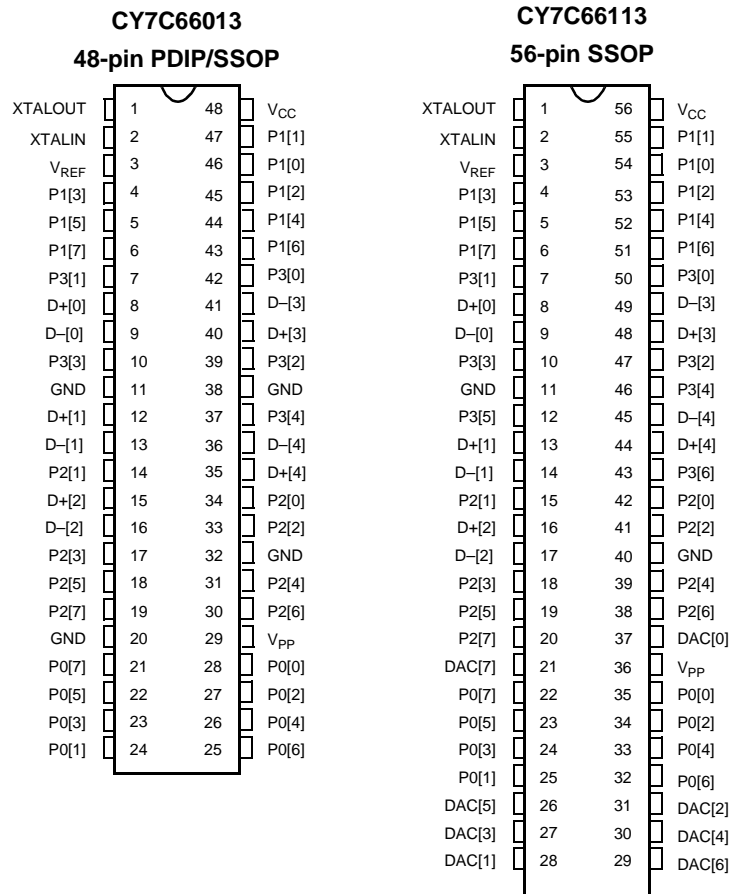 CY7C66013
48-pin PDIP/SSOP
XTALOUT 1 48 VCC
XTALIN 2 47 P1[1]
VREF 3 46 P1[0]
P1[3] 4 45 P1[2]
P1[5] 5 44 P1[4]
P1[7] 6 43 P1[6]
P3[1] 7 42 P3[0]
D+[0] 8 41 D–[3]
D–[0] 9 40 D+[3]
P3[3] 10 39 P3[2]
GND 11 38 GND
D+[1] 12 37 P3[4]
D–[1] 13 36 D–[4]
P2[1] 14 35 D+[4]
D+[2] 15 34 P2[0]
D–[2] 16 33 P2[2]
P2[3] 17 32 GND
P2[5] 18 31 P2[4]
P2[7] 19 30 P2[6]
GND 20 29 VPP
P0[7] 21 28 P0[0]
P0[5] 22 27 P0[2]
P0[3] 23 26 P0[4]
P0[1] 24 25 P0[6]
CY7C66113
56-pin SSOP
XTALOUT 1 56 VCC
XTALIN 2 55 P1[1]
VREF 3 54 P1[0]
P1[3] 4 53 P1[2]
P1[5] 5 52 P1[4]
P1[7] 6 51 P1[6]
P3[1] 7 50 P3[0]
D+[0] 8 49 D–[3]
D–[0] 9 48 D+[3]
P3[3] 10 47 P3[2]
GND 11 46 P3[4]
P3[5] 12 45 D–[4]
D+[1] 13 44 D+[4]
D–[1] 14 43 P3[6]
P2[1] 15 42 P2[0]
D+[2] 16 41 P2[2]
D–[2] 17 40 GND
P2[3] 18 39 P2[4]
P2[5] 19 38 P2[6]
P2[7] 20 37 DAC[0]
DAC[7] 21 36 VPP
P0[7] 22 35 P0[0]
P0[5] 23 34 P0[2]
P0[3] 24 33 P0[4]
P0[1] 25 32 P0[6]
DAC[5] 26 31 DAC[2]
DAC[3] 27 30 DAC[4]
DAC[1] 28 29 DAC[6]